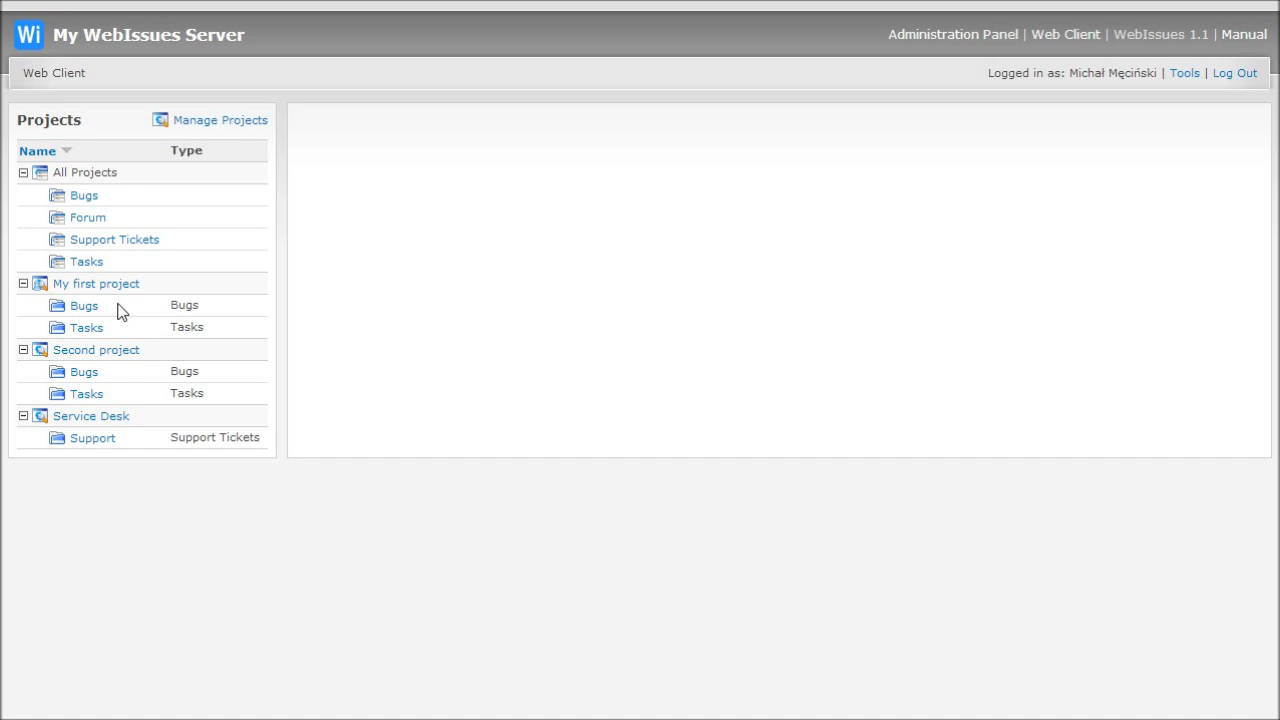 Wi My WebIssues Server
Administration Panel | Web Client | WebIssues 1.1 | Manual
Web Client
Logged in as: Michał Męciński | Tools | Log Out
Projects
Manage Projects
Name Type
All Projects
Bugs
Forum
Support Tickets
Tasks
My first project
Bugs Bugs
Tasks Tasks
Second project
Bugs Bugs
Tasks Tasks
Service Desk
Support Support Tickets